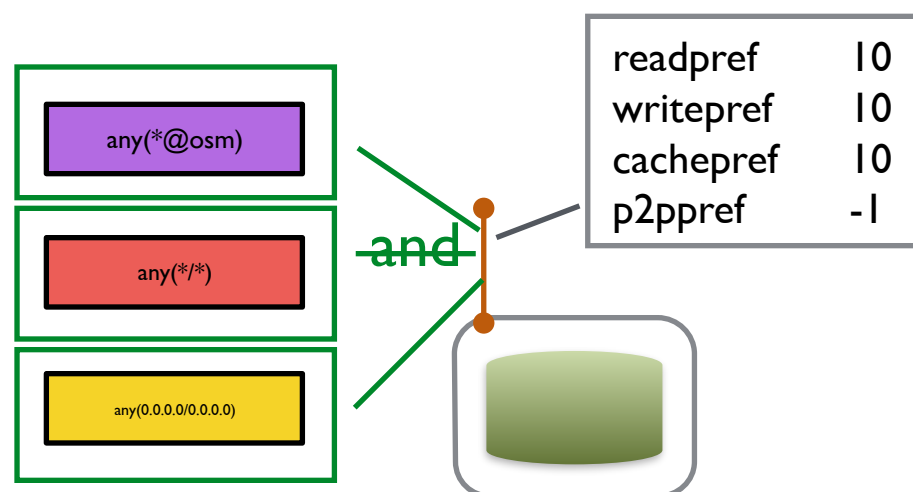 any(*@osm)
any(*/*)
any(0.0.0.0/0.0.0.0)
and
readpref 10
writepref 10
cachepref 10
p2ppref -1